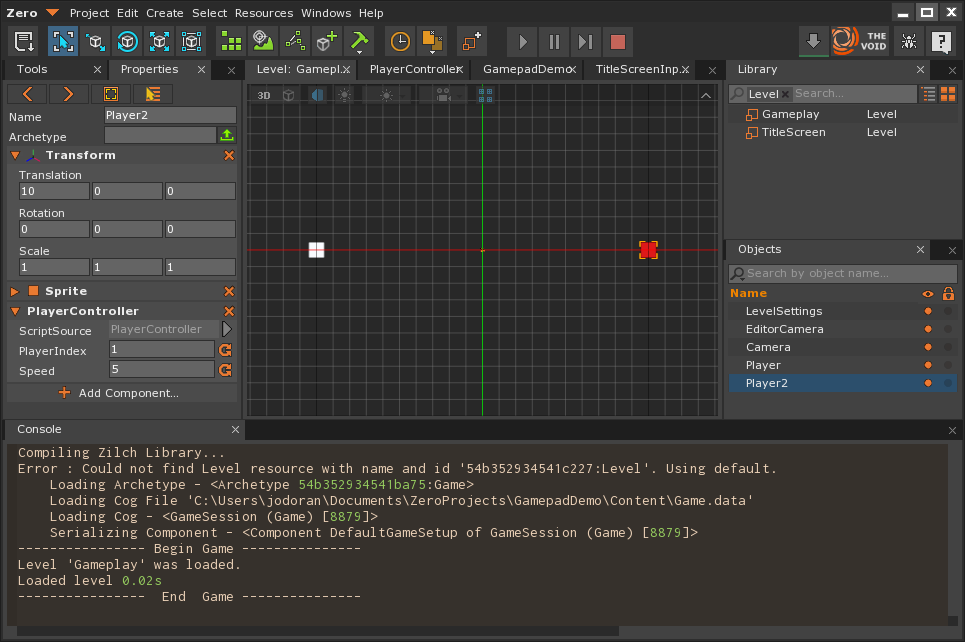 Zero Project Edit Create Select Resources Windows Help
THE VOID
Tools Properties Level: Gamepl. PlayerController GamepadDemo TitleScreenInp. Library
3D
Level Search...
Name Player2
Archetype
Gameplay Level
TitleScreen Level
Transform
Translation
10 0 0
Rotation
0 0 0
Scale
1 1 1
Sprite
PlayerController
ScriptSource PlayerController
PlayerIndex 1
Speed 5
Add Component...
Objects
Search by object name...
Name
LevelSettings
EditorCamera
Camera
Player
Player2
Console
Compiling Zilch Library...
Error : Could not find Level resource with name and id '54b352934541c227:Level'. Using default.
Loading Archetype - <Archetype 54b352934541ba75:Game>
Loading Cog File 'C:\Users\jodoran\Documents\ZeroProjects\GamepadDemo\Content\Game.data'
Loading Cog - <GameSession (Game) [8879]>
Serializing Component - <Component DefaultGameSetup of GameSession (Game) [8879]>
---------------- Begin Game ---------------
Level 'Gameplay' was loaded.
Loaded level 0.02s
----------------  End  Game ---------------